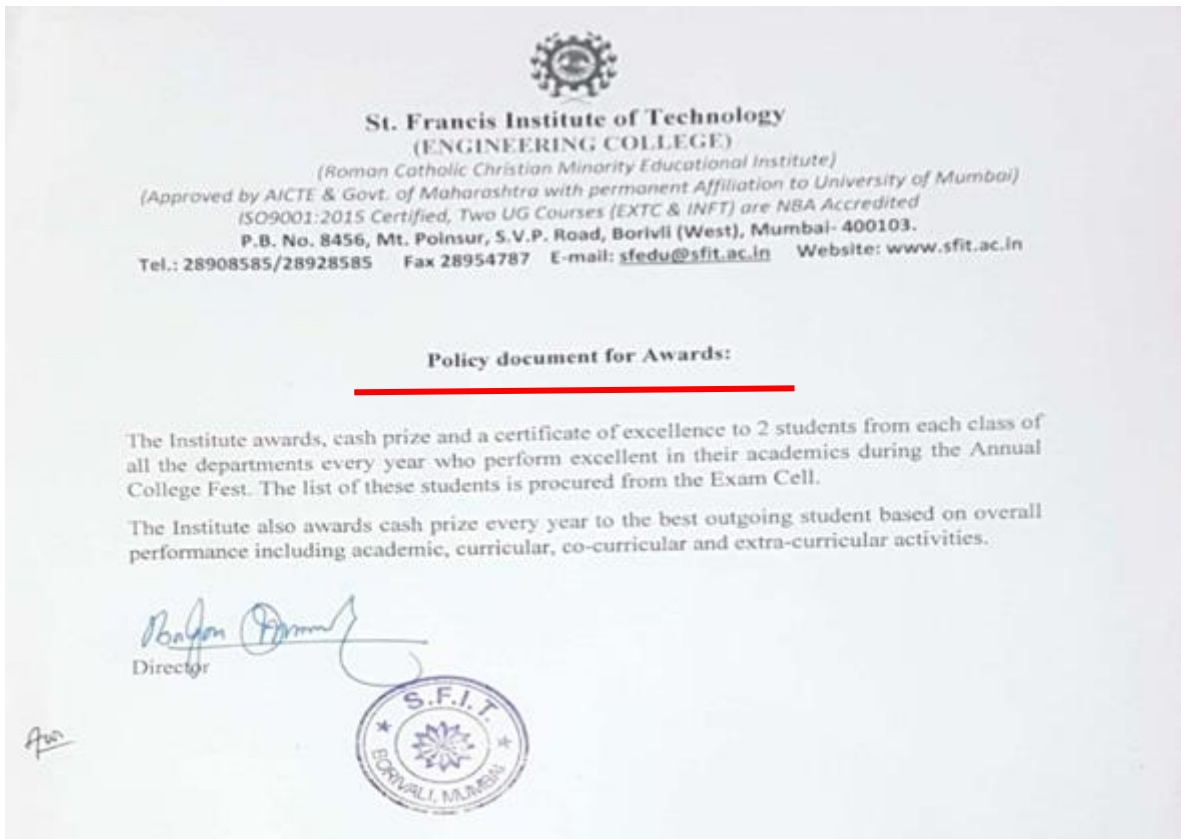 St. Francis Institute of Technology
(ENGINEERING COLLEGE)
(Roman Catholic Christian Minority Educational Institute)
(Approved by AICTE & Govt. of Maharashtra with permanent Affiliation to University of Mumbai)
ISO9001:2015 Certified, Two UG Courses (EXTC & INFT) are NBA Accredited
P.B. No. 8456, Mt. Poinsur, S.V.P. Road, Borivli (West), Mumbai- 400103.
Tel.: 28908585/28928585 Fax 28954787 E-mail: sfedu@sfit.ac.in Website: www.sfit.ac.in
Policy document for Awards:
The Institute awards, cash prize and a certificate of excellence to 2 students from each class of
all the departments every year who perform excellent in their academics during the Annual
College Fest. The list of these students is procured from the Exam Cell.
The Institute also awards cash prize every year to the best outgoing student based on overall
performance including academic, curricular, co-curricular and extra-curricular activities.
Director
S.F.I.T.
BORIVALI, MUMBAI